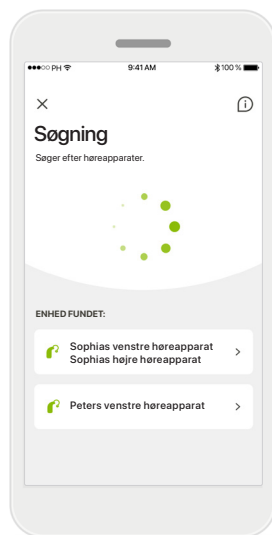 PH
9:41 AM
100 %
Søgning
Søger efter høreapparater.
ENHED FUNDET:
Sophias venstre høreapparat
Sophias højre høreapparat
Peters venstre høreapparat